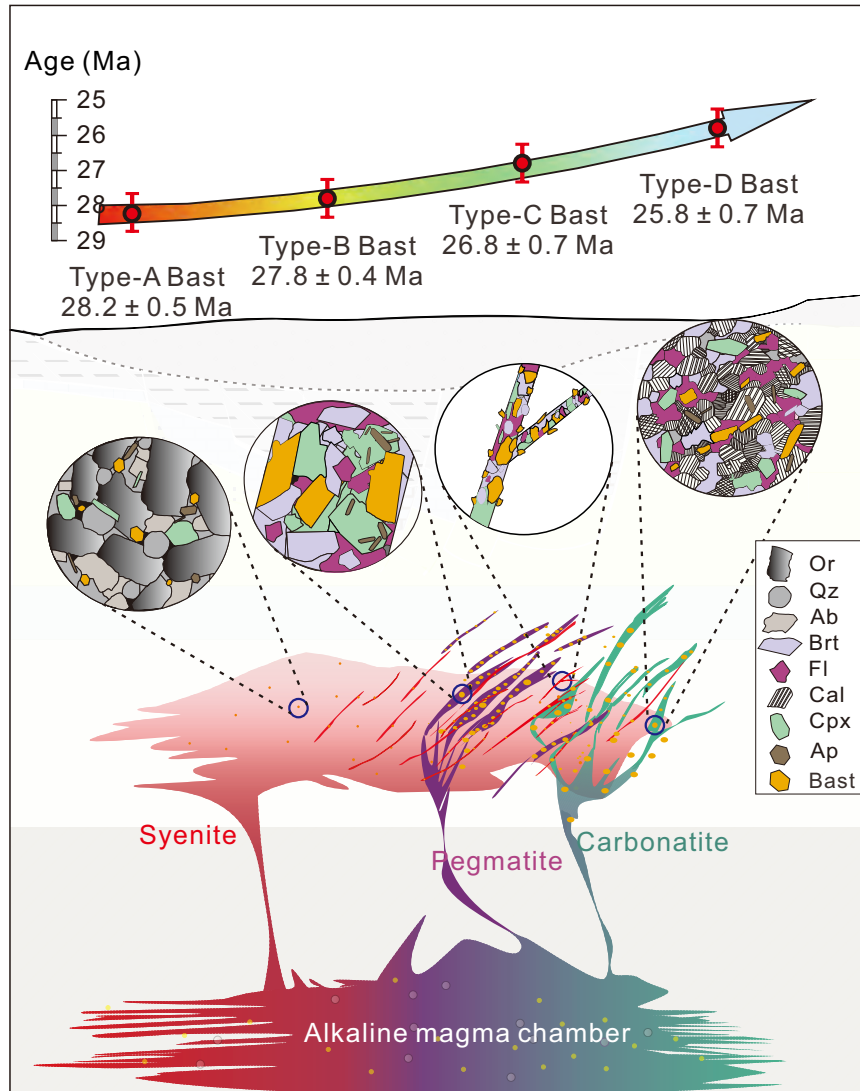 Age (Ma)
25
26
27
28
29
Type-A Bast
28.2 ± 0.5 Ma
Type-B Bast
27.8 ± 0.4 Ma
Type-C Bast
26.8 ± 0.7 Ma
Type-D Bast
25.8 ± 0.7 Ma
Or
Qz
Ab
Brt
Fl
Cal
Cpx
Ap
Bast
Syenite
Pegmatite
Carbonatite
Alkaline magma chamber